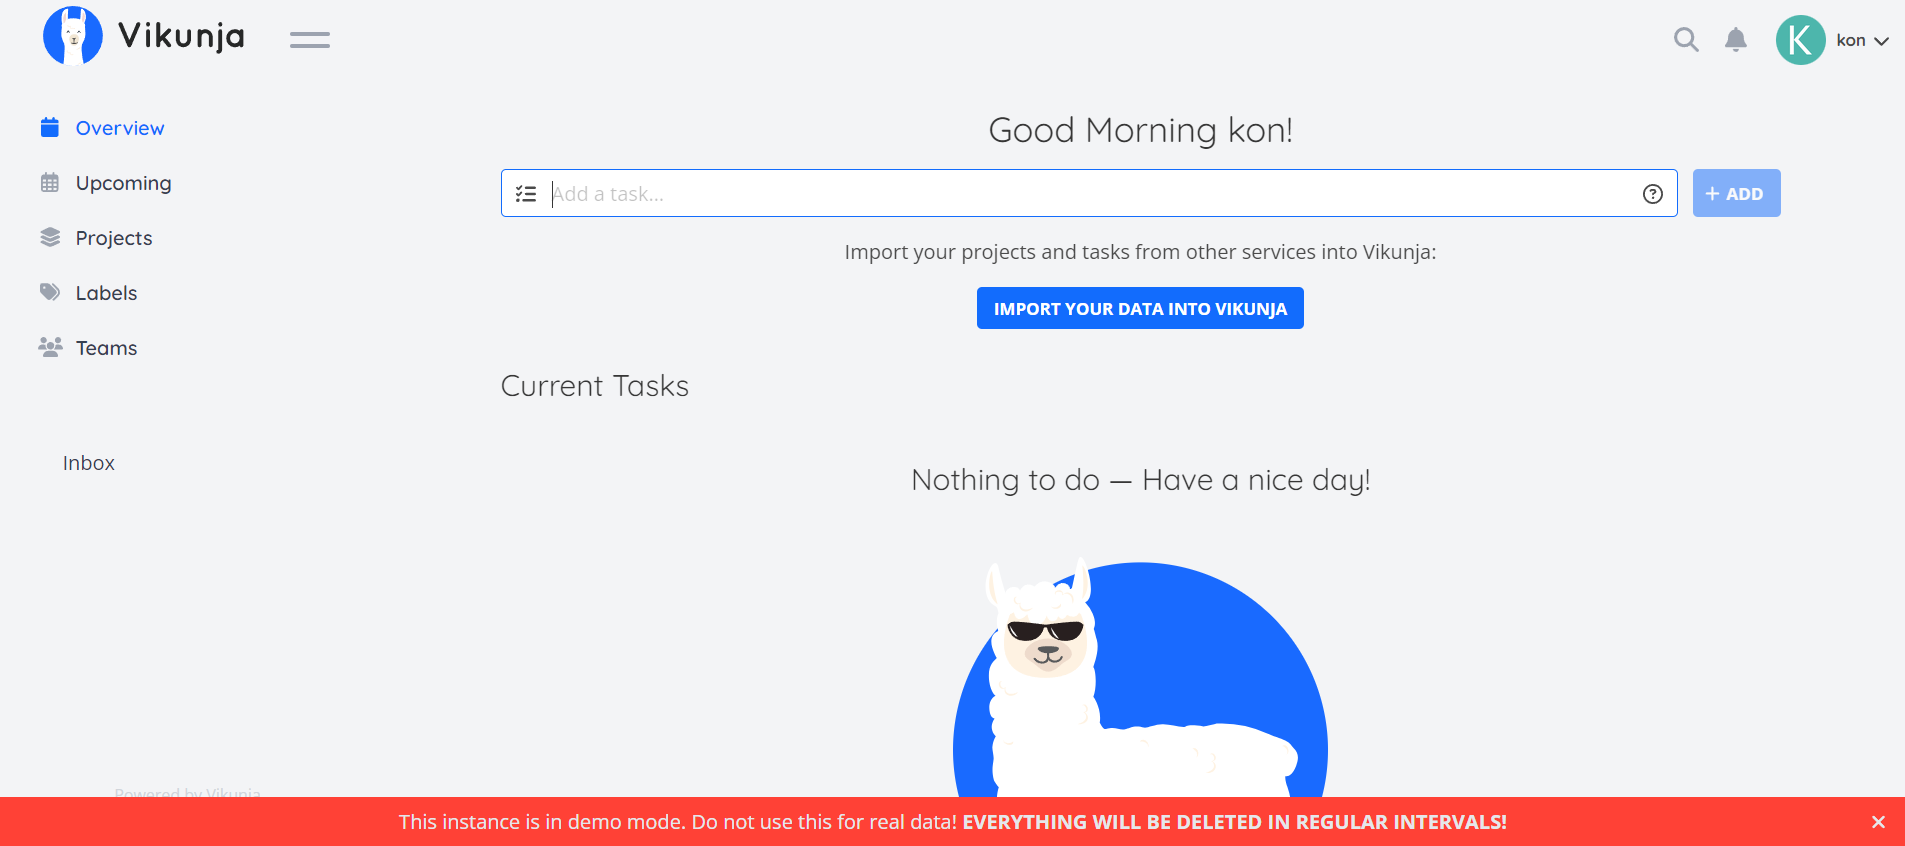 Vikunja
K
kon
Overview
Upcoming
Projects
Labels
Teams
Inbox
Powered by Vikunja
Good Morning kon!
Add a task...
+ ADD
Import your projects and tasks from other services into Vikunja:
IMPORT YOUR DATA INTO VIKUNJA
Current Tasks
Nothing to do — Have a nice day!
This instance is in demo mode. Do not use this for real data! EVERYTHING WILL BE DELETED IN REGULAR INTERVALS!